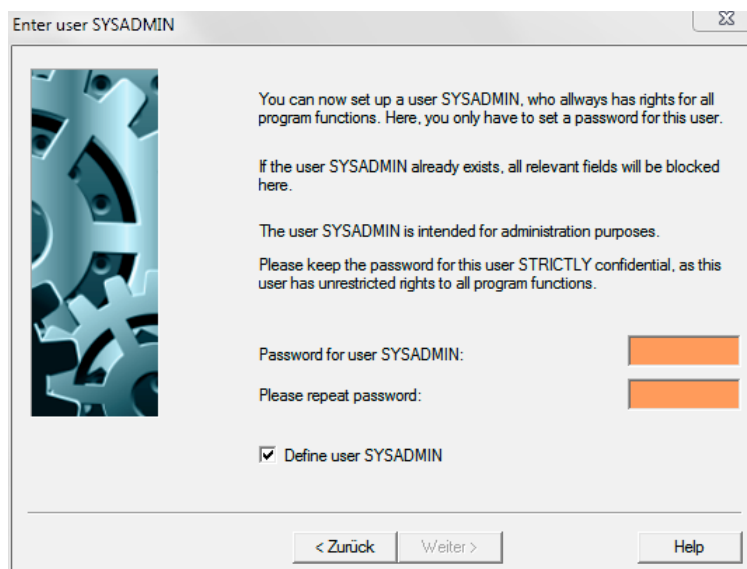 Enter user SYSADMIN
You can now set up a user SYSADMIN, who allways has rights for all
program functions. Here, you only have to set a password for this user.
If the user SYSADMIN already exists, all relevant fields will be blocked
here.
The user SYSADMIN is intended for administration purposes.
Please keep the password for this user STRICTLY confidential, as this
user has unrestricted rights to all program functions.
Password for user SYSADMIN:
Please repeat password:
Define user SYSADMIN
< Zurück
Weiter >
Help